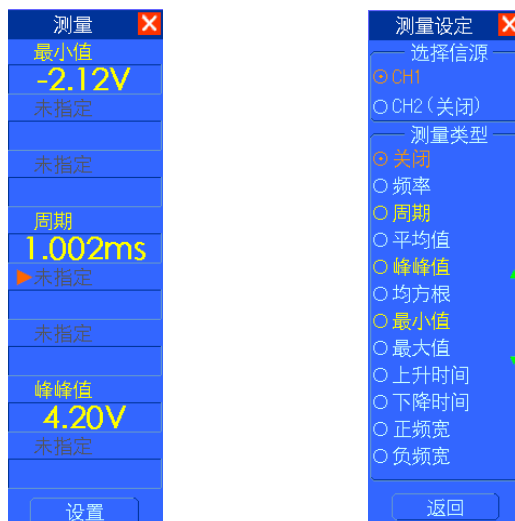 测量
最小值
-2.12V
未指定
未指定
周期
1.002ms
未指定
未指定
峰峰值
4.20V
未指定
设置
测量设定
选择信源
CH1
CH2(关闭)
测量类型
关闭
频率
周期
平均值
峰峰值
均方根
最小值
最大值
上升时间
下降时间
正频宽
负频宽
返回